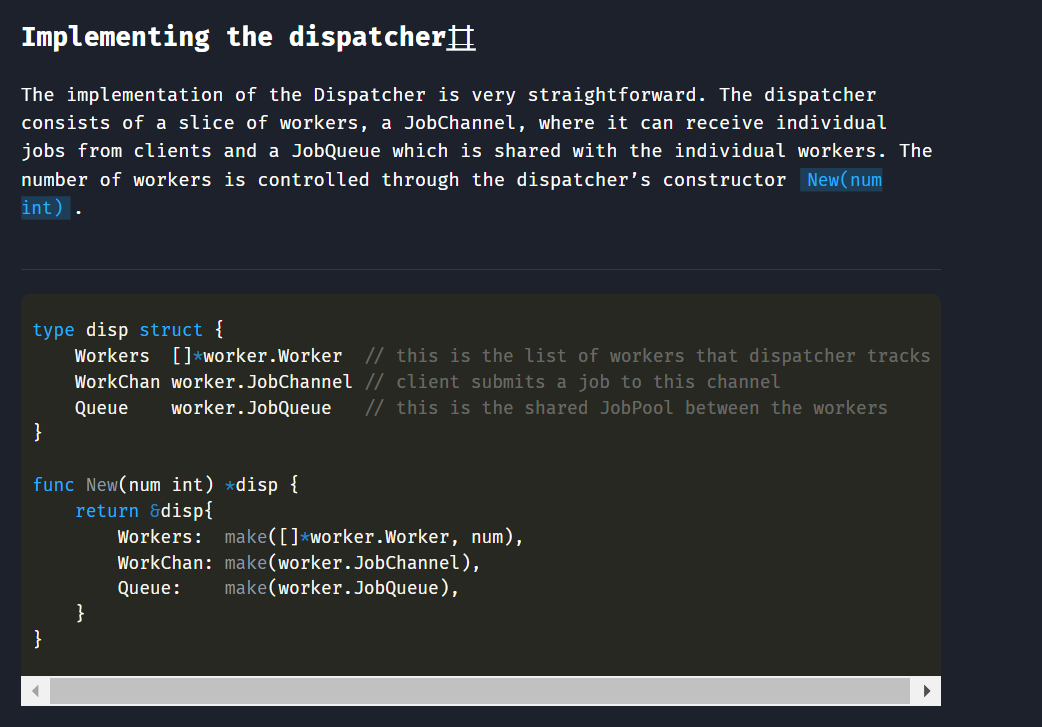 Implementing the dispatcher#
The implementation of the Dispatcher is very straightforward. The dispatcher
consists of a slice of workers, a JobChannel, where it can receive individual
jobs from clients and a JobQueue which is shared with the individual workers. The
number of workers is controlled through the dispatcher’s constructor New(num
int) .
type disp struct {
    Workers  []*worker.Worker  // this is the list of workers that dispatcher tracks
    WorkChan worker.JobChannel // client submits a job to this channel
    Queue    worker.JobQueue   // this is the shared JobPool between the workers
}
func New(num int) *disp {
    return &disp{
        Workers:  make([]*worker.Worker, num),
        WorkChan: make(worker.JobChannel),
        Queue:    make(worker.JobQueue),
    }
}